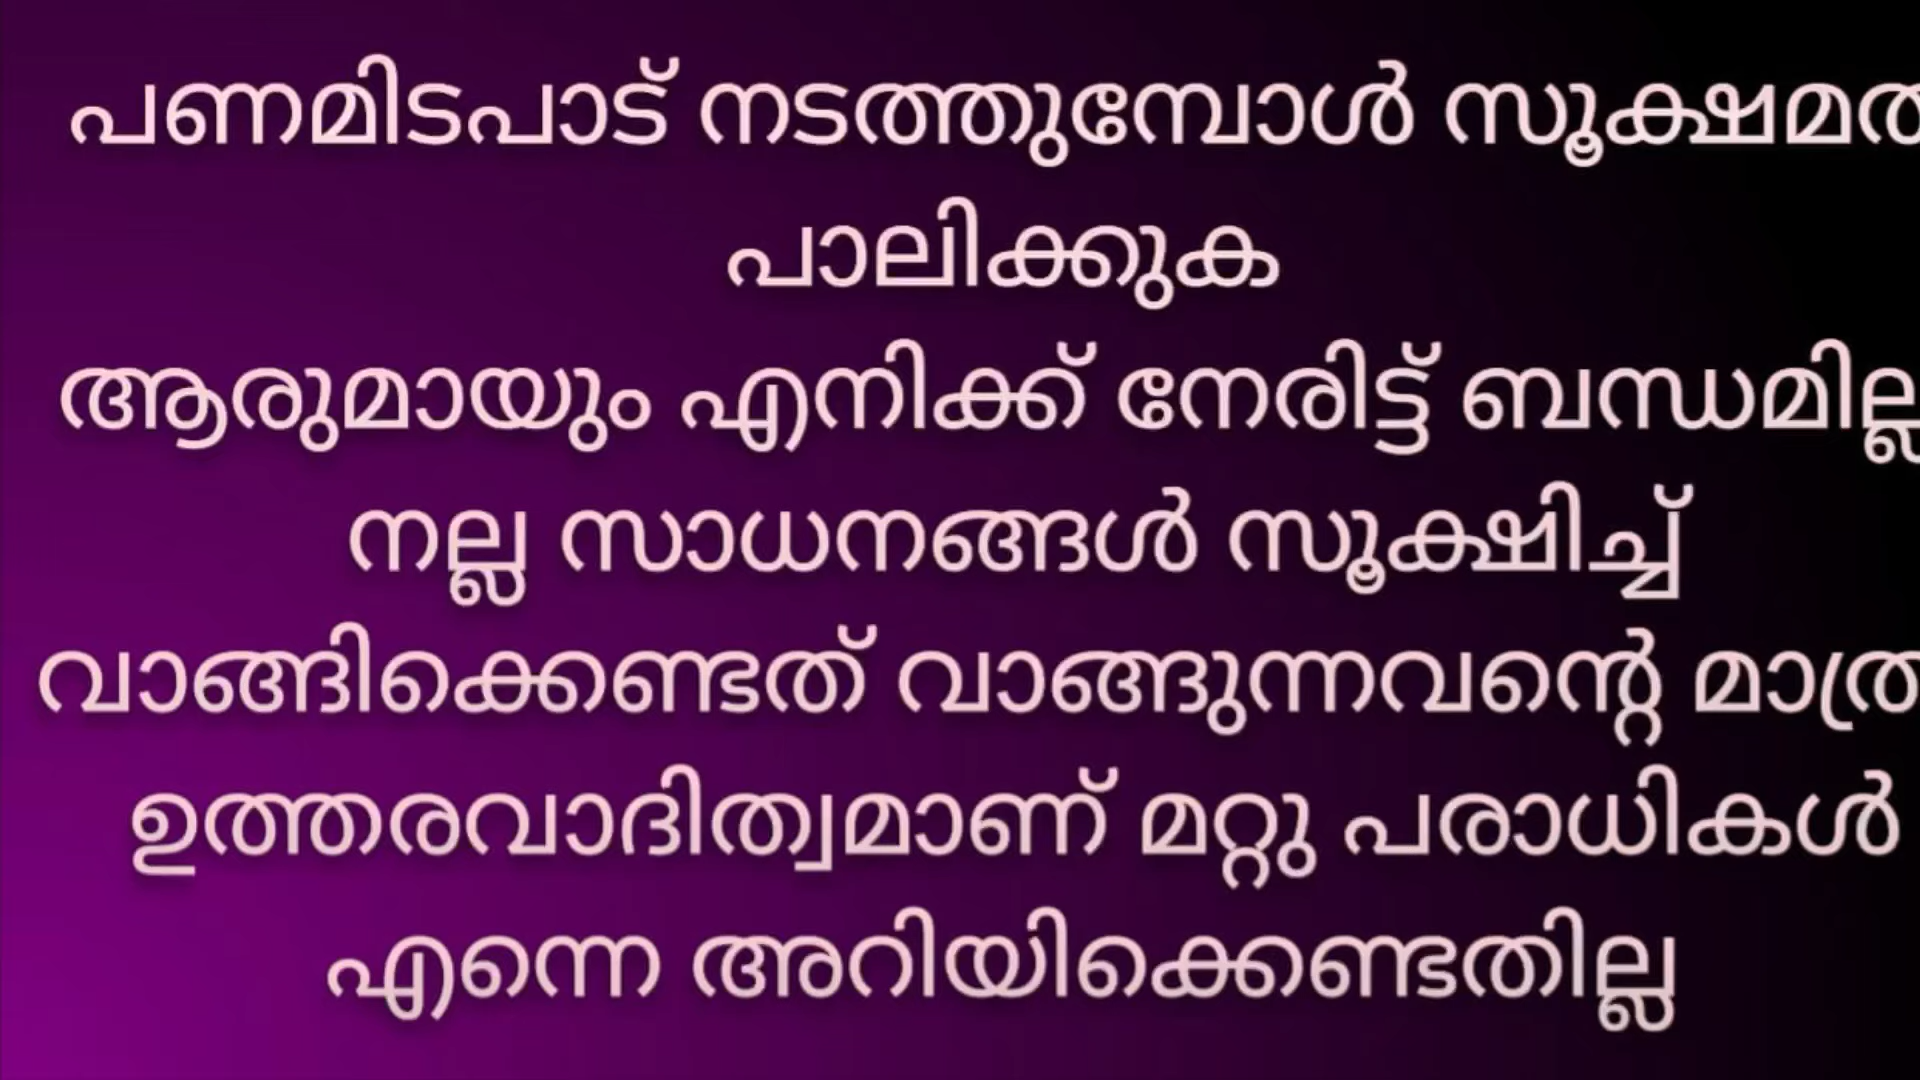 പണമിടപാട് നടത്തുമ്പോൾ സൂക്ഷമത
പാലിക്കുക
ആരുമായും എനിക്ക് നേരിട്ട് ബന്ധമില്ല
നല്ല സാധനങ്ങൾ സൂക്ഷിച്ച്
വാങ്ങിക്കെണ്ടത് വാങ്ങുന്നവന്റെ മാത്ര
ഉത്തരവാദിത്വമാണ് മറ്റു പരാധികൾ
എന്നെ അറിയിക്കെണ്ടതില്ല